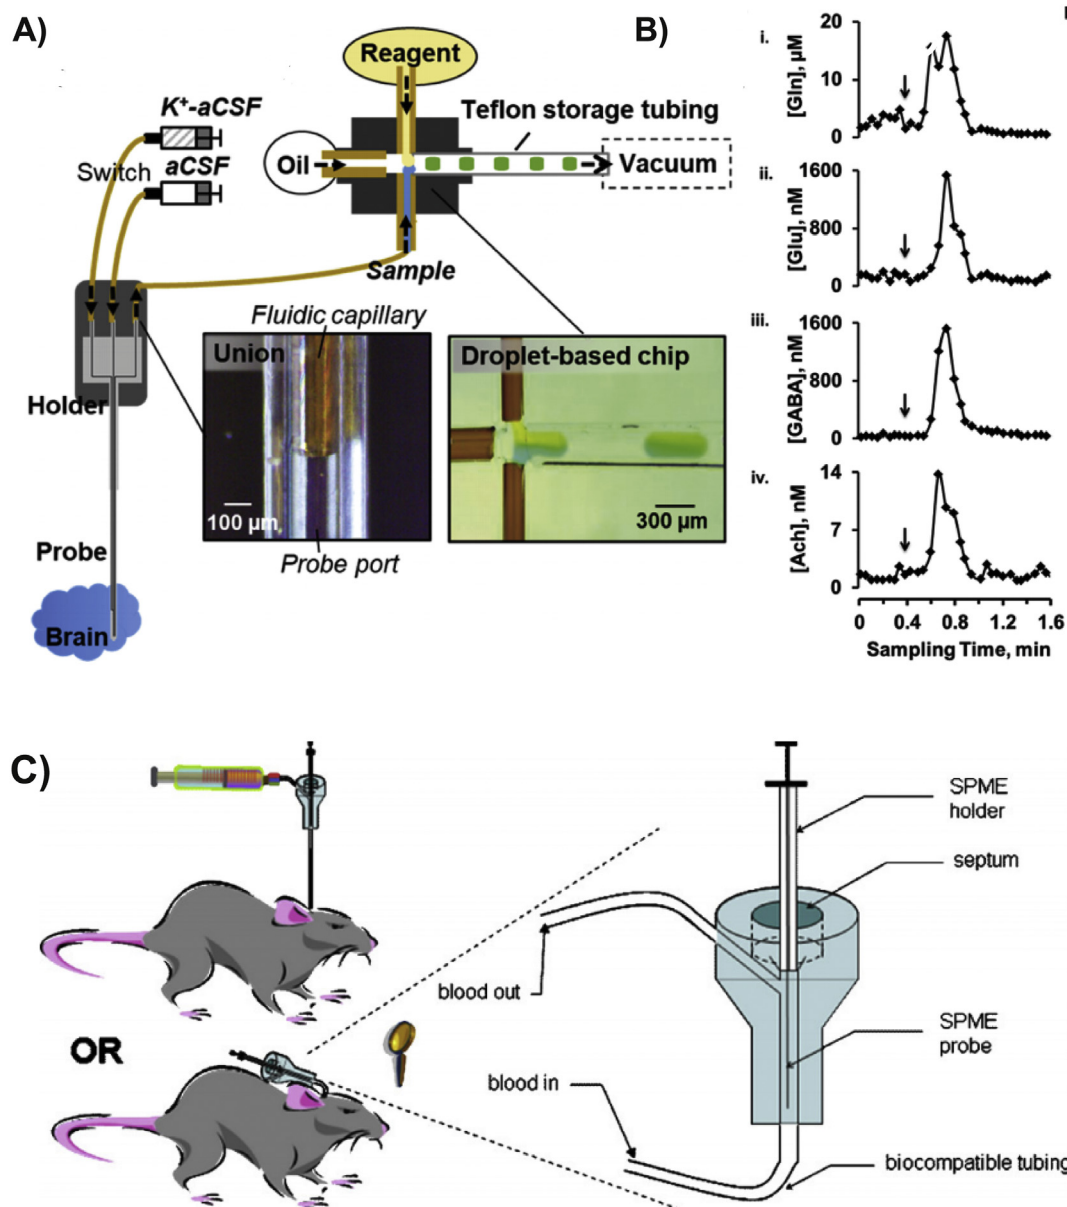 A)
K+-aCSF
Switch
aCSF
Reagent
Oil
Teflon storage tubing
Vacuum
Sample
Holder
Probe
Brain
Union
Fluidic capillary
100 µm
Probe port
Droplet-based chip
300 µm
B)
i.
[Gln], µM
20
10
0
ii.
[Glu], nM
1600
800
0
iii.
[GABA], nM
1600
800
0
iv.
[Ach], nM
14
7
0
0 0.4 0.8 1.2 1.6
Sampling Time, min
C)
OR
SPME
holder
septum
blood out
SPME
probe
blood in
biocompatible tubing